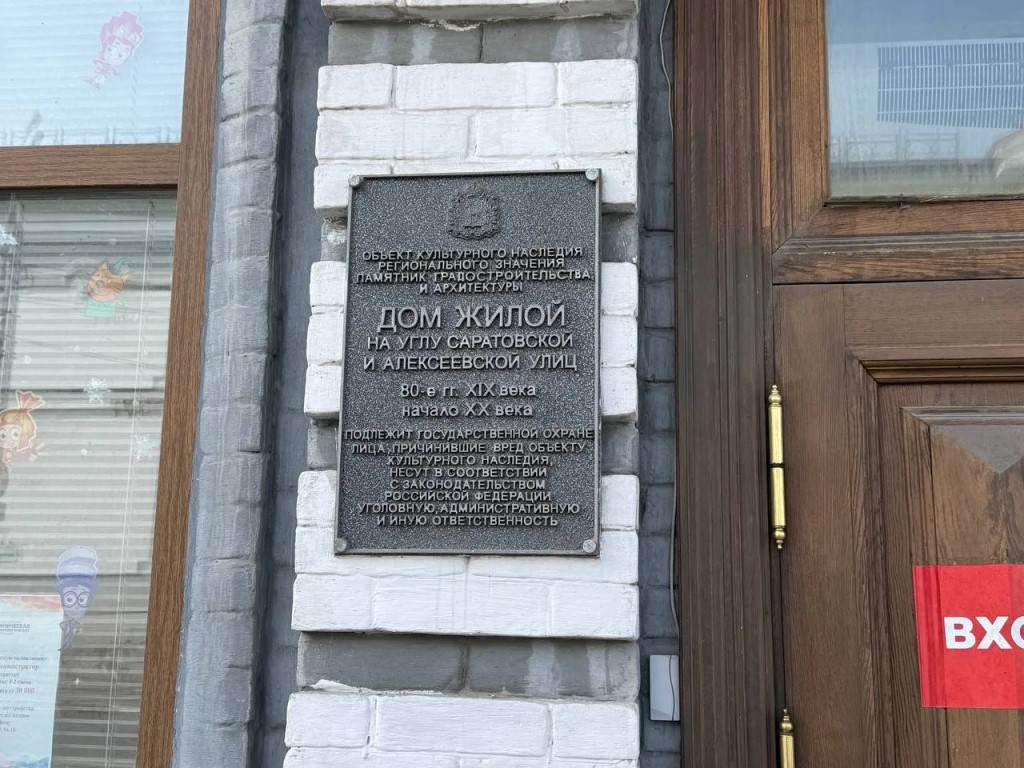 ОБЪЕКТ КУЛЬТУРНОГО НАСЛЕДИЯ
РЕГИОНАЛЬНОГО ЗНАЧЕНИЯ
ПАМЯТНИК ГРАДОСТРОИТЕЛЬСТВА
И АРХИТЕКТУРЫ
ДОМ ЖИЛОЙ
НА УГЛУ САРАТОВСКОЙ
И АЛЕКСЕЕВСКОЙ УЛИЦ
80-е гг. XIX века
начало XX века
ПОДЛЕЖИТ ГОСУДАРСТВЕННОЙ ОХРАНЕ
ЛИЦА, ПРИЧИНИВШИЕ ВРЕД ОБЪЕКТУ
КУЛЬТУРНОГО НАСЛЕДИЯ,
НЕСУТ В СООТВЕТСТВИИ
С ЗАКОНОДАТЕЛЬСТВОМ
РОССИЙСКОЙ ФЕДЕРАЦИИ
УГОЛОВНУЮ, АДМИНИСТРАТИВНУЮ
И ИНУЮ ОТВЕТСТВЕННОСТЬ
ВХО